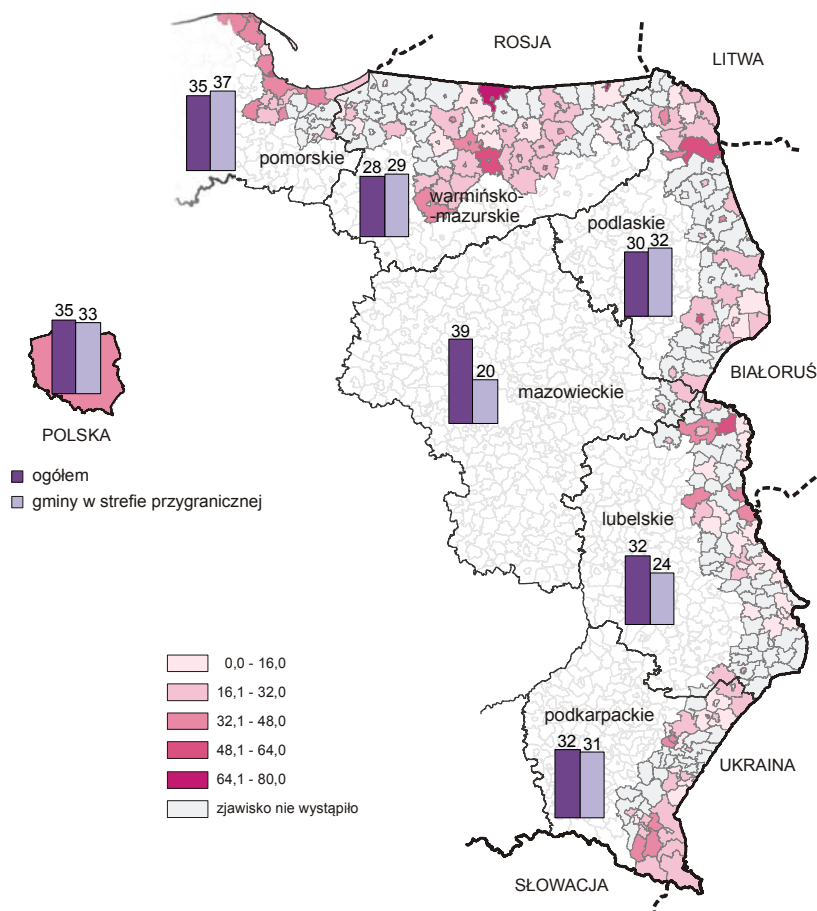 ROSJA
LITWA
35 37
pomorskie
28 29
warmińsko-
mazurskie
podlaskie
30 32
BIAŁORUŚ
39
20
mazowieckie
35 33
POLSKA
ogółem
gminy w strefie przygranicznej
lubelskie
32
24
0,0 - 16,0
16,1 - 32,0
32,1 - 48,0
48,1 - 64,0
64,1 - 80,0
zjawisko nie wystąpiło
podkarpackie
32 31
UKRAINA
SŁOWACJA